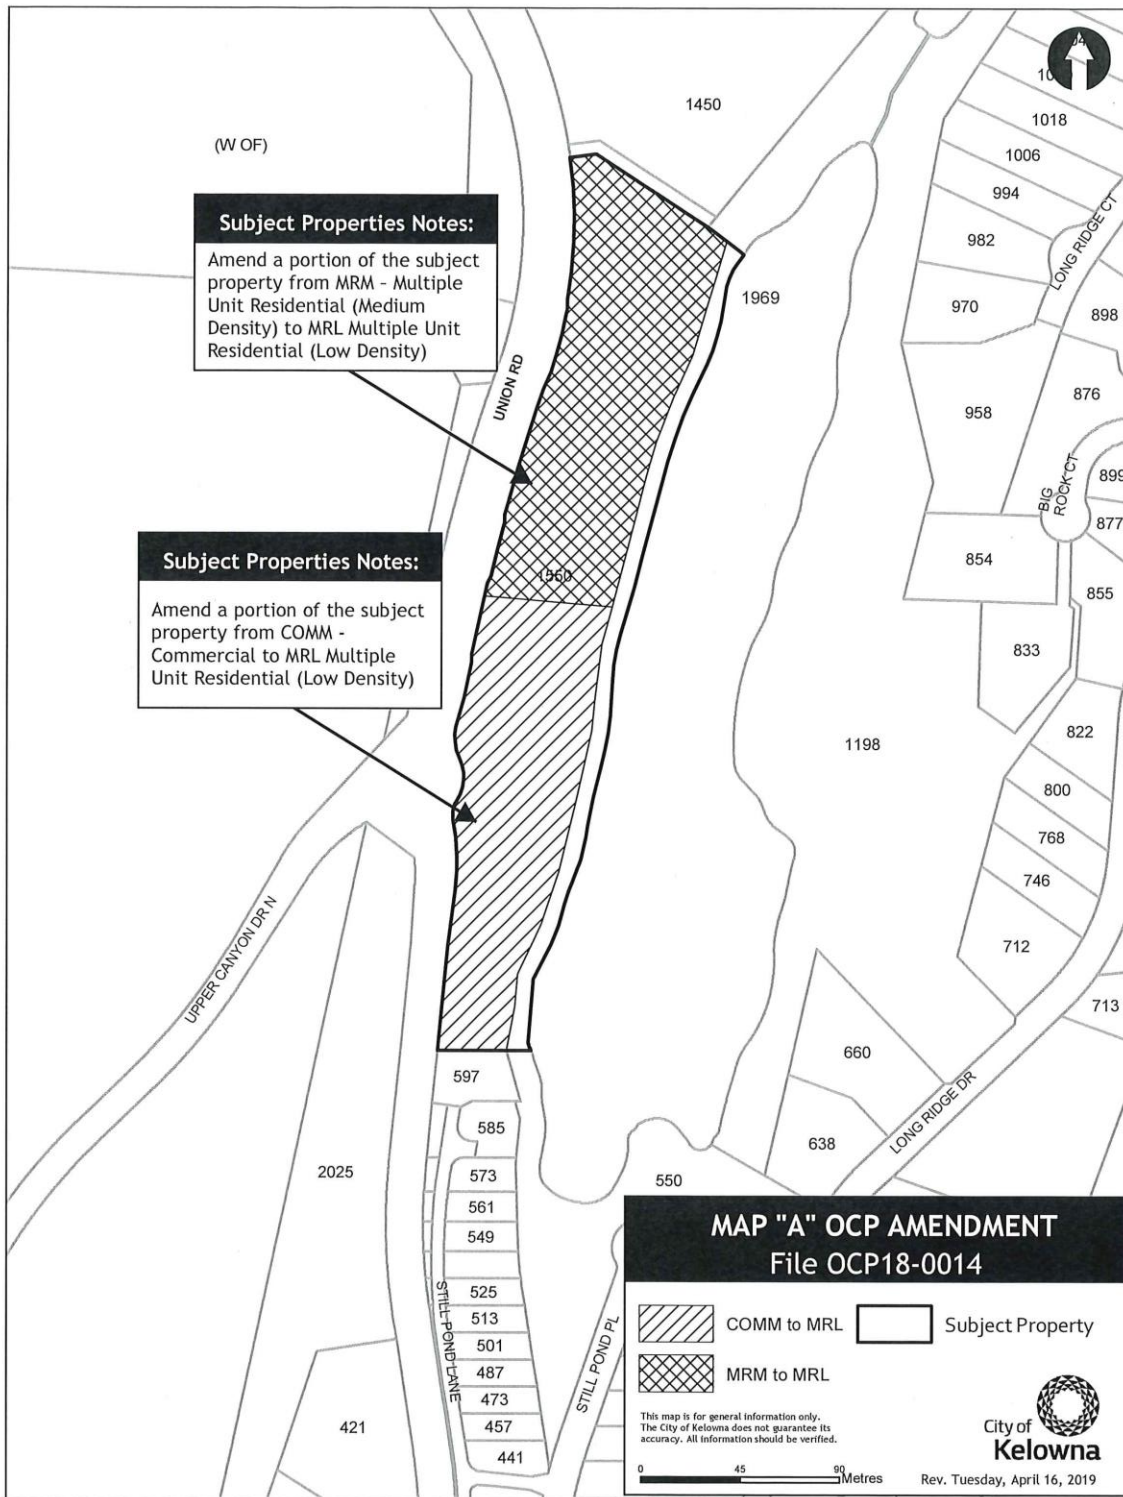 1450
1018
1006
994
982
970
LONG RIDGE CT
898
(W OF)
Subject Properties Notes:
Amend a portion of the subject
property from MRM - Multiple
Unit Residential (Medium
Density) to MRL Multiple Unit
Residential (Low Density)
1969
UNION RD
958
876
BIG
ROCK CT
899
877
854
855
1550
Subject Properties Notes:
Amend a portion of the subject
property from COMM -
Commercial to MRL Multiple
Unit Residential (Low Density)
833
822
1198
800
768
746
712
713
UPPER CANYON DR N
660
LONG RIDGE DR
638
597
585
2025
573
561
549
550
525
513
501
487
473
457
441
STILL POND LANE
STILL POND PL
421
MAP "A" OCP AMENDMENT
File OCP18-0014
COMM to MRL
Subject Property
MRM to MRL
This map is for general information only.
The City of Kelowna does not guarantee its
accuracy. All information should be verified.
City of
Kelowna
0 45 90 Metres
Rev. Tuesday, April 16, 2019